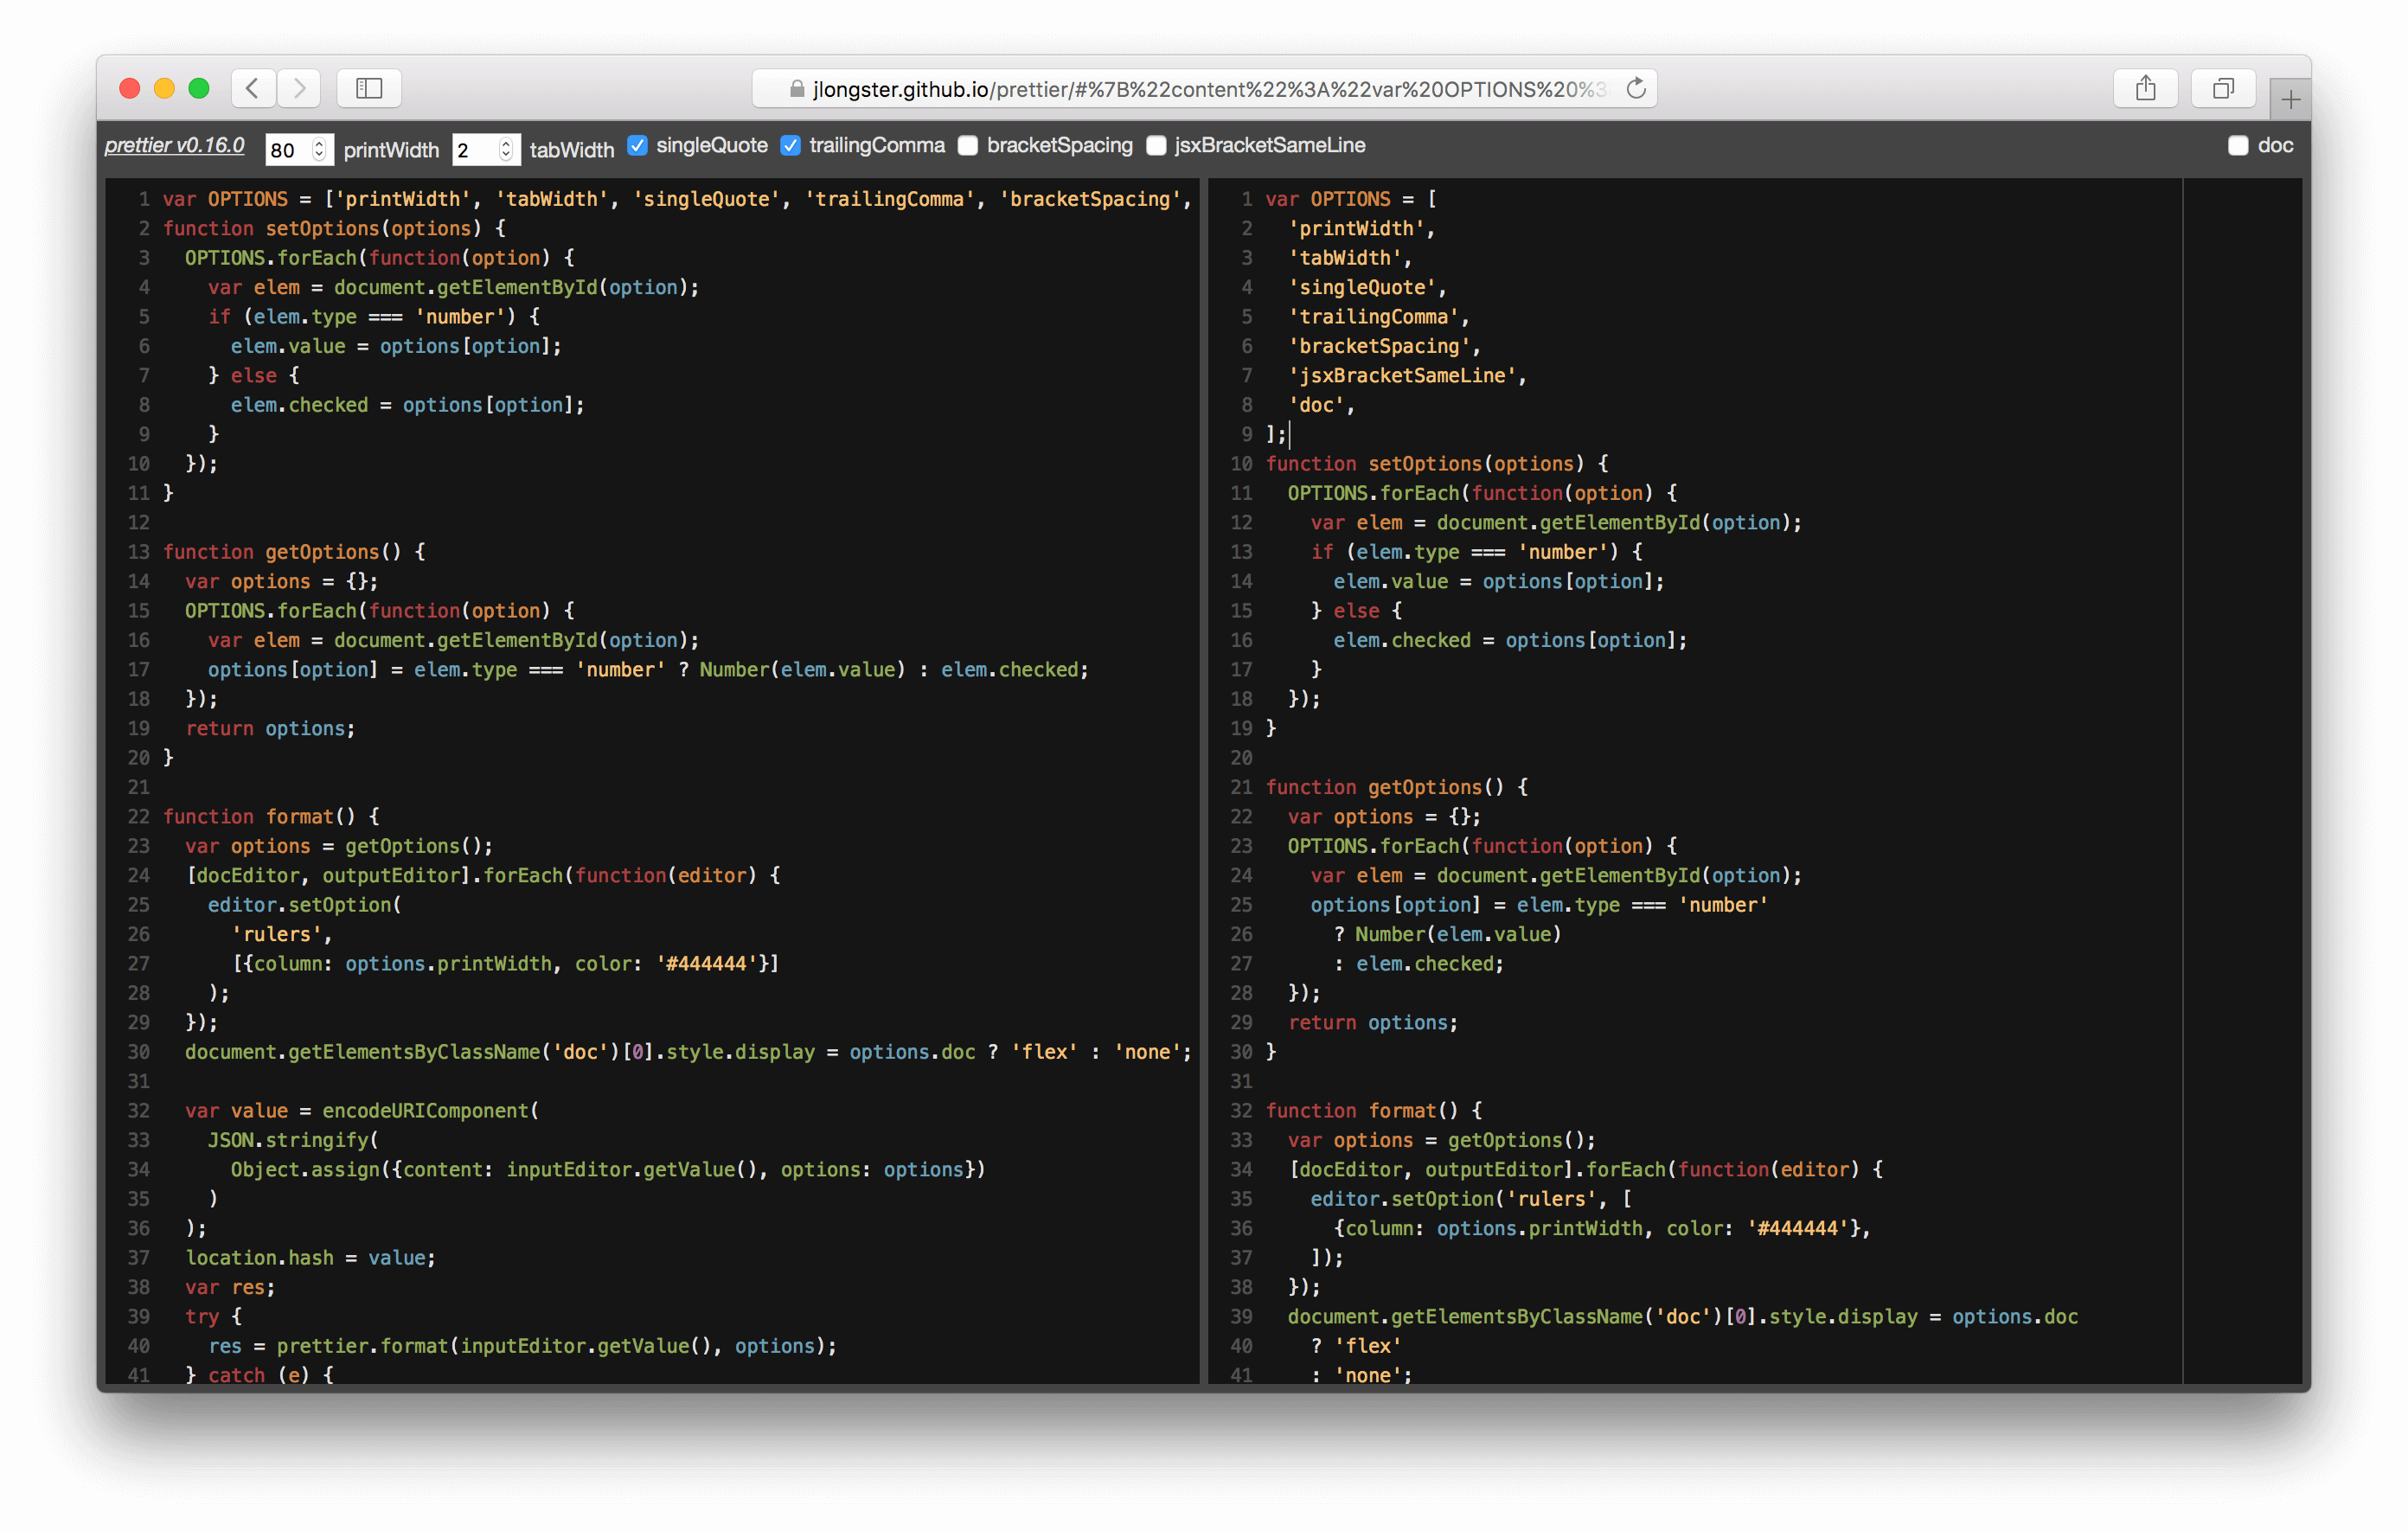 jlongster.github.io/prettier/#%7B%22content%22%3A%22var%20OPTIONS%20%3
prettier v0.16.0 80 printWidth 2 tabWidth singleQuote trailingComma bracketSpacing jsxBracketSameLine doc
1 var OPTIONS = ['printWidth', 'tabWidth', 'singleQuote', 'trailingComma', 'bracketSpacing',
2 function setOptions(options) {
3   OPTIONS.forEach(function(option) {
4     var elem = document.getElementById(option);
5     if (elem.type === 'number') {
6       elem.value = options[option];
7     } else {
8       elem.checked = options[option];
9     }
10   });
11 }
12
13 function getOptions() {
14   var options = {};
15   OPTIONS.forEach(function(option) {
16     var elem = document.getElementById(option);
17     options[option] = elem.type === 'number' ? Number(elem.value) : elem.checked;
18   });
19   return options;
20 }
21
22 function format() {
23   var options = getOptions();
24   [docEditor, outputEditor].forEach(function(editor) {
25     editor.setOption(
26       'rulers',
27       [{column: options.printWidth, color: '#444444'}]
28     );
29   });
30   document.getElementsByClassName('doc')[0].style.display = options.doc ? 'flex' : 'none';
31
32   var value = encodeURIComponent(
33     JSON.stringify(
34       Object.assign({content: inputEditor.getValue(), options: options})
35     )
36   );
37   location.hash = value;
38   var res;
39   try {
40     res = prettier.format(inputEditor.getValue(), options);
41   } catch (e) {
1 var OPTIONS = [
2   'printWidth',
3   'tabWidth',
4   'singleQuote',
5   'trailingComma',
6   'bracketSpacing',
7   'jsxBracketSameLine',
8   'doc',
9 ];
10 function setOptions(options) {
11   OPTIONS.forEach(function(option) {
12     var elem = document.getElementById(option);
13     if (elem.type === 'number') {
14       elem.value = options[option];
15     } else {
16       elem.checked = options[option];
17     }
18   });
19 }
20
21 function getOptions() {
22   var options = {};
23   OPTIONS.forEach(function(option) {
24     var elem = document.getElementById(option);
25     options[option] = elem.type === 'number'
26       ? Number(elem.value)
27       : elem.checked;
28   });
29   return options;
30 }
31
32 function format() {
33   var options = getOptions();
34   [docEditor, outputEditor].forEach(function(editor) {
35     editor.setOption('rulers', [
36       {column: options.printWidth, color: '#444444'},
37     ]);
38   });
39   document.getElementsByClassName('doc')[0].style.display = options.doc
40     ? 'flex'
41     : 'none';